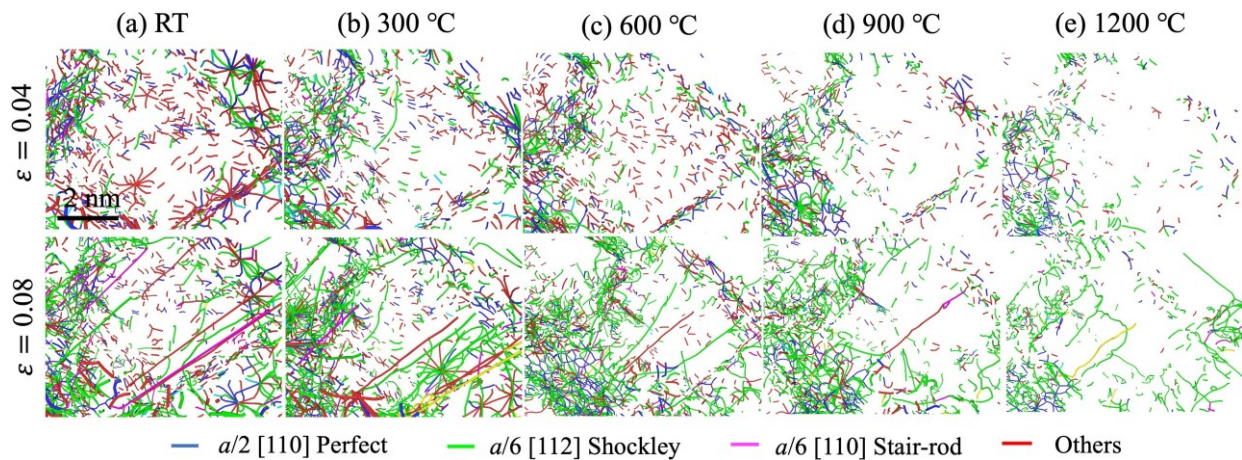 (a) RT (b) 300 ℃ (c) 600 ℃ (d) 900 ℃ (e) 1200 ℃
ε = 0.04
2 nm
ε = 0.08
a/2 [110] Perfect a/6 [112] Shockley a/6 [110] Stair-rod Others